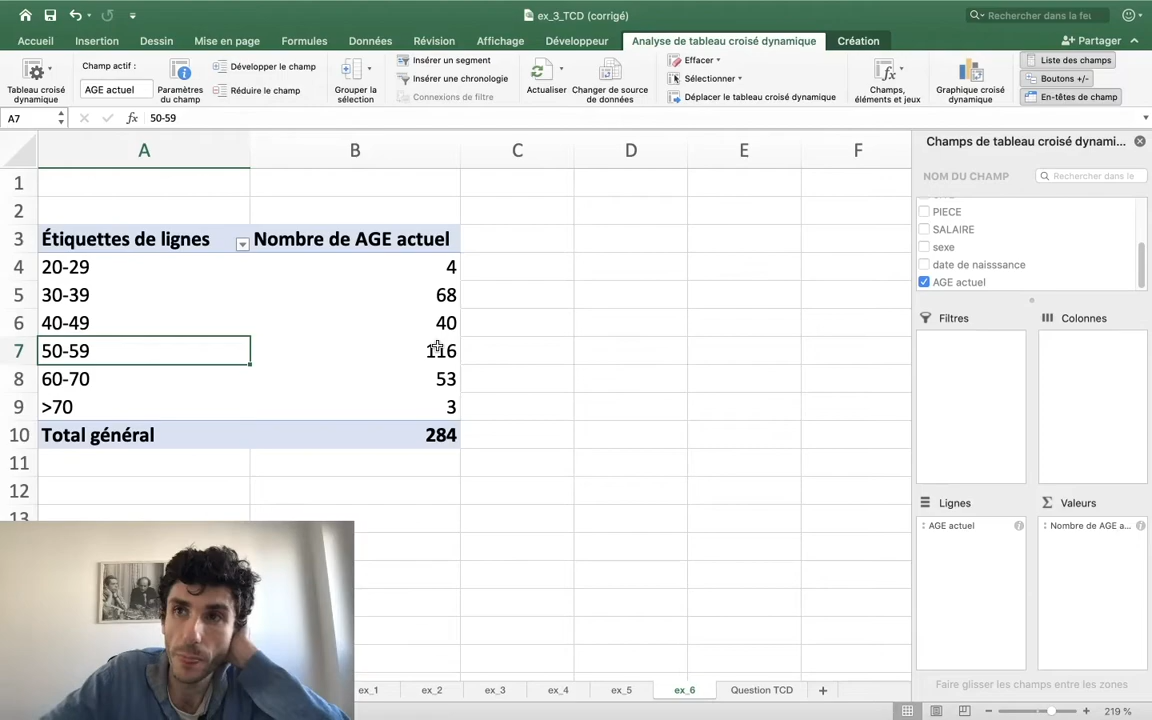 ex_3_TCD (corrigé)
Rechercher dans la feu
Accueil Insertion Dessin Mise en page Formules Données Révision Affichage Développeur Analyse de tableau croisé dynamique Création Partager
Tableau croisé dynamique
Champ actif :
AGE actuel
Paramètres du champ
Développer le champ
Réduire le champ
Grouper la sélection
Insérer un segment
Insérer une chronologie
Connexions de filtre
Actualiser
Changer de source de données
Effacer
Sélectionner
Déplacer le tableau croisé dynamique
Champs, éléments et jeux
Graphique croisé dynamique
Liste des champs
Boutons +/-
En-têtes de champ
A7 fx 50-59
A B C D E F
1
2
3 Étiquettes de lignes Nombre de AGE actuel
4 20-29 4
5 30-39 68
6 40-49 40
7 50-59 116
8 60-70 53
9 >70 3
10 Total général 284
11
12
13
Champs de tableau croisé dynami...
NOM DU CHAMP
Rechercher dans le
PIECE
SALAIRE
sexe
date de naisssance
AGE actuel
Filtres Colonnes
Lignes Valeurs
AGE actuel Nombre de AGE a...
Faire glisser les champs entre les zones
ex_1 ex_2 ex_3 ex_4 ex_5 ex_6 Question TCD +
219 %